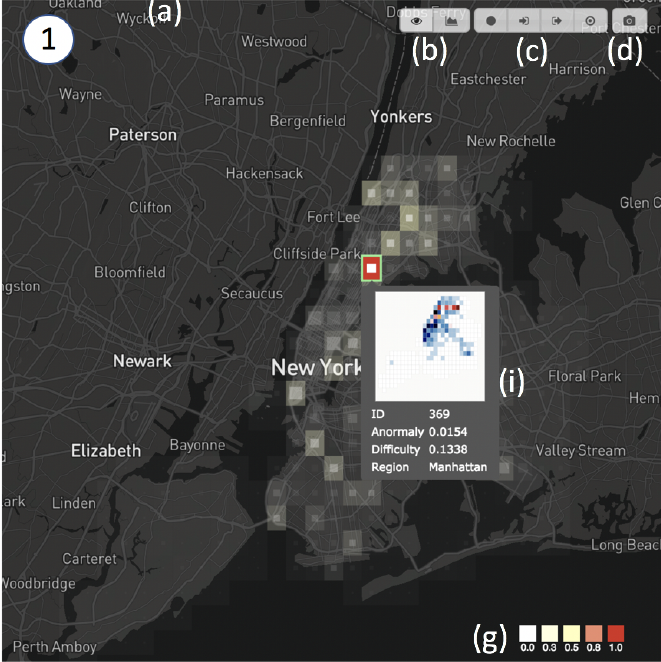 Oakland
Wycko
(a)
Dobbs Ferry
1
Westwood
(b)
(c)
(d)
Port Chester
Harrison
Eastchester
Wayne
Paramus
Bergenfield
Yonkers
Paterson
New Rochelle
Hackensack
Clifton
Fort Lee
Glen C
Cliffside Park
Bloomfield
ngston
Secaucus
Newark
New York
(i)
Floral Park
Hem
ID 369
Anormaly 0.0154
Difficulty 0.1338
Region Manhattan
Elizabeth
Bayonne
Valley Stream
ark
Linden
Long Beac
Carteret
Woodbridge
(g)
0.0 0.3 0.5 0.8 1.0
Perth Amboy